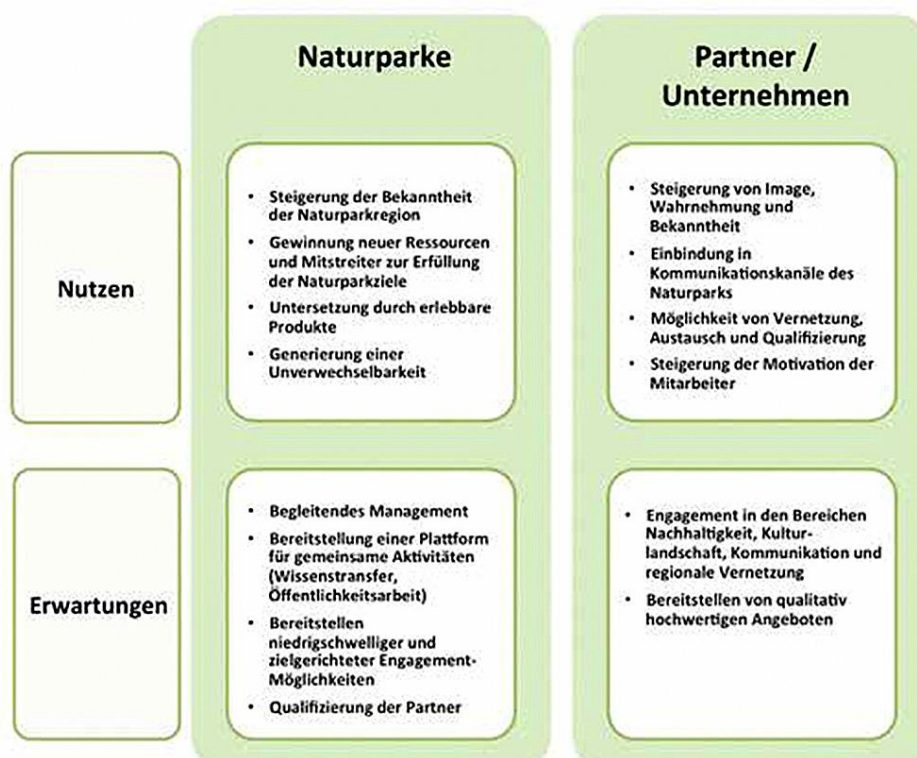 Naturparke
Partner /
Unternehmen
Nutzen
• Steigerung der Bekanntheit
der Naturparkregion
• Gewinnung neuer Ressourcen
und Mitstreiter zur Erfüllung
der Naturparkziele
• Untersetzung durch erlebbare
Produkte
• Generierung einer
Unverwechselbarkeit
• Steigerung von Image,
Wahrnehmung und
Bekanntheit
• Einbindung in
Kommunikationskanäle des
Naturparks
• Möglichkeit von Vernetzung,
Austausch und Qualifizierung
• Steigerung der Motivation der
Mitarbeiter
Erwartungen
• Begleitendes Management
• Bereitstellung einer Plattform
für gemeinsame Aktivitäten
(Wissenstransfer,
Öffentlichkeitsarbeit)
• Bereitstellen
niedrigschwelliger und
zielgerichteter Engagement-
Möglichkeiten
• Qualifizierung der Partner
• Engagement in den Bereichen
Nachhaltigkeit, Kultur-
landschaft, Kommunikation und
regionale Vernetzung
• Bereitstellen von qualitativ
hochwertigen Angeboten